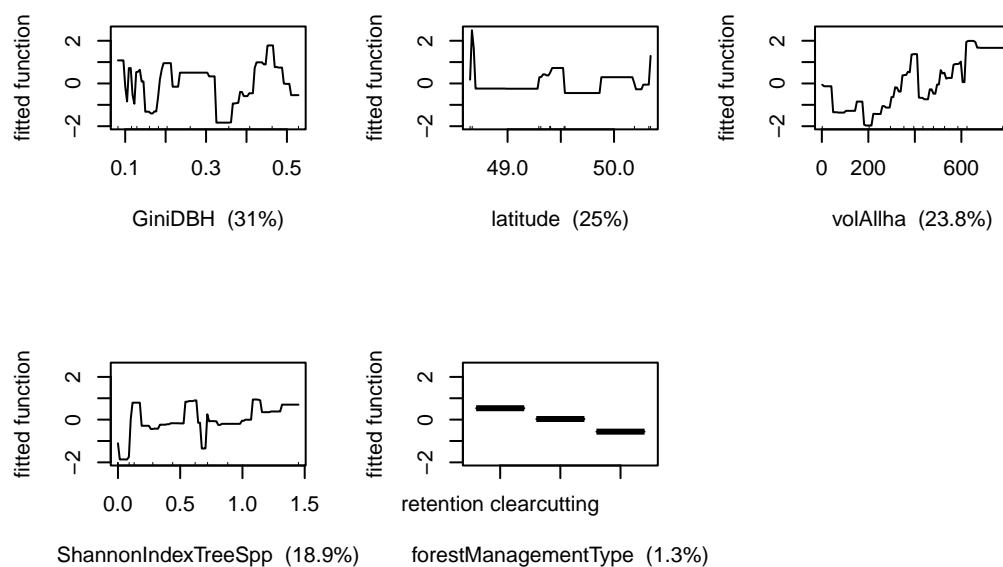 fitted function
2
0
−2
0.1 0.3 0.5
GiniDBH (31%)
fitted function
2
0
−2
49.0 50.0
latitude (25%)
fitted function
2
0
−2
0 200 600
volAllha (23.8%)
fitted function
2
0
−2
0.0 0.5 1.0 1.5
ShannonIndexTreeSpp (18.9%)
fitted function
2
0
−2
retention clearcutting
forestManagementType (1.3%)